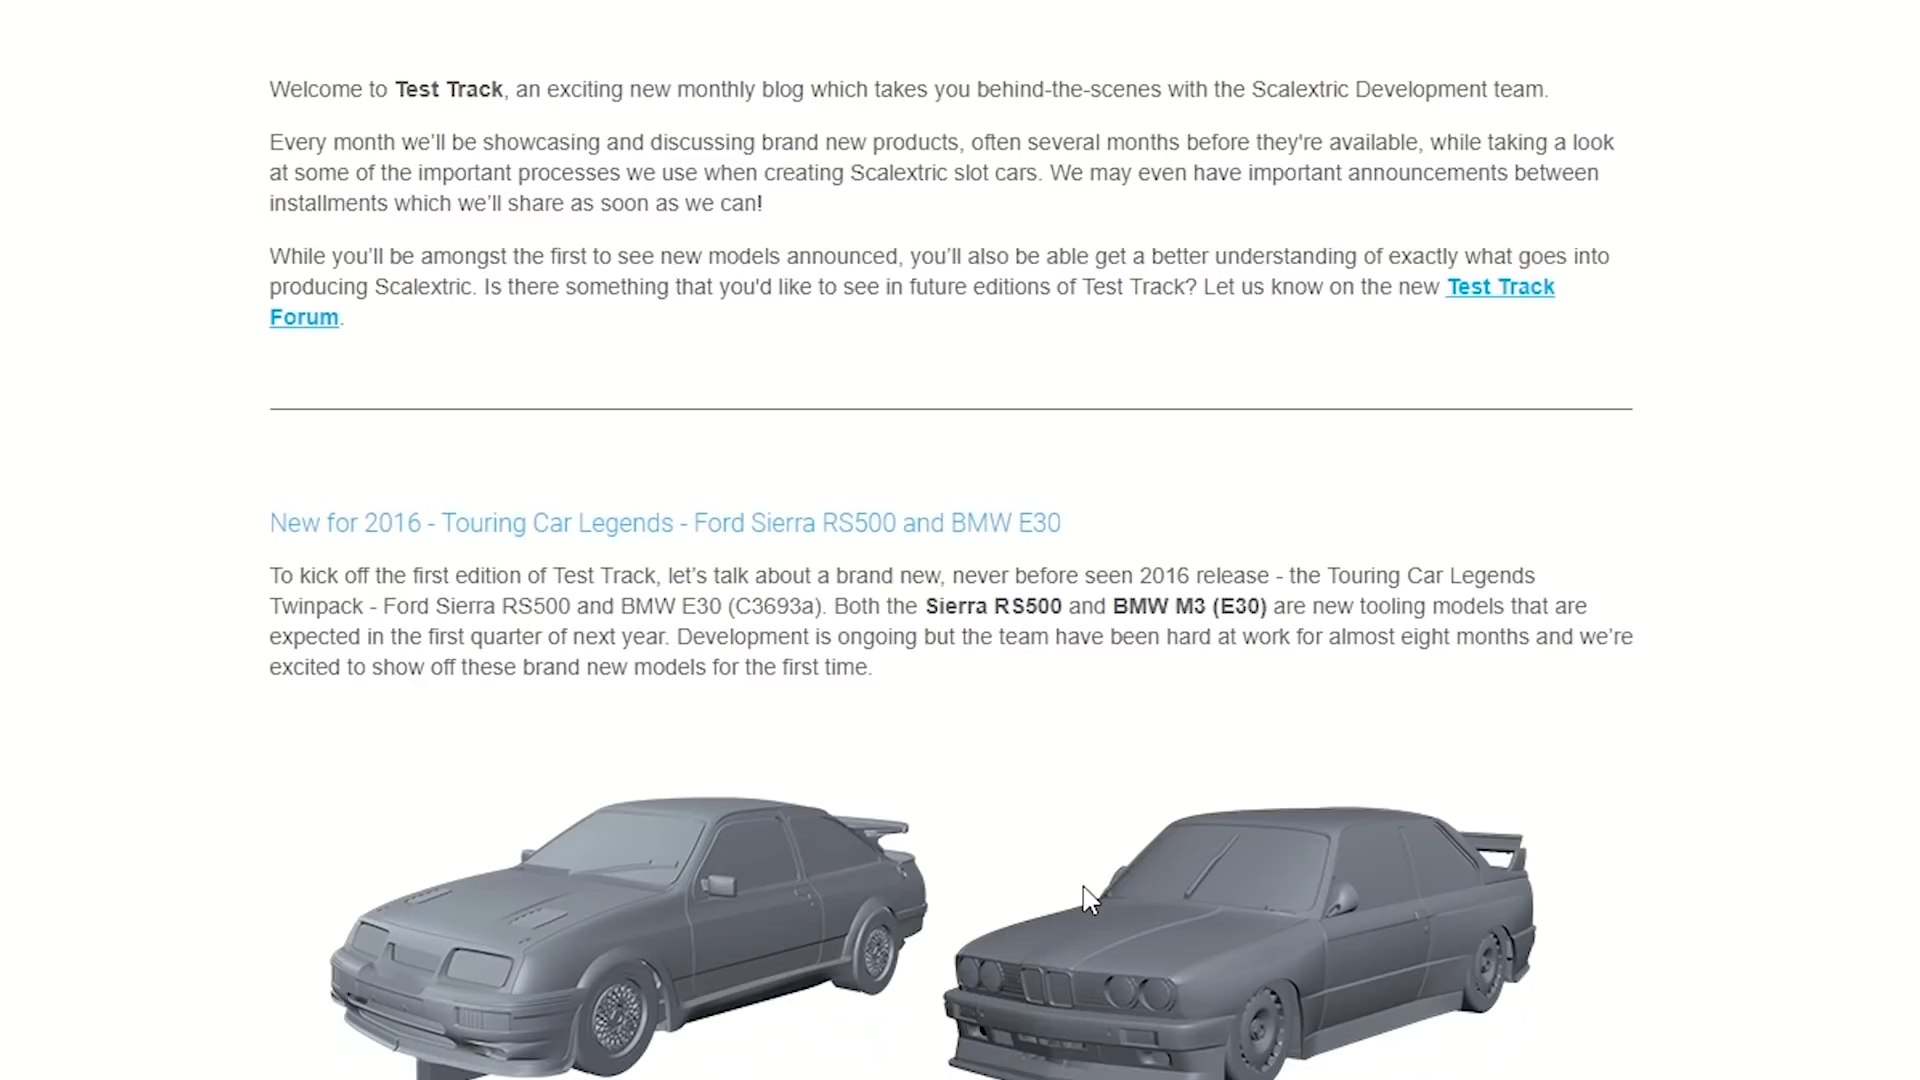 Welcome to Test Track, an exciting new monthly blog which takes you behind-the-scenes with the Scalextric Development team.
Every month we’ll be showcasing and discussing brand new products, often several months before they're available, while taking a look
at some of the important processes we use when creating Scalextric slot cars. We may even have important announcements between
installments which we’ll share as soon as we can!
While you’ll be amongst the first to see new models announced, you’ll also be able get a better understanding of exactly what goes into
producing Scalextric. Is there something that you'd like to see in future editions of Test Track? Let us know on the new Test Track
Forum.
New for 2016 - Touring Car Legends - Ford Sierra RS500 and BMW E30
To kick off the first edition of Test Track, let’s talk about a brand new, never before seen 2016 release - the Touring Car Legends
Twinpack - Ford Sierra RS500 and BMW E30 (C3693a). Both the Sierra RS500 and BMW M3 (E30) are new tooling models that are
expected in the first quarter of next year. Development is ongoing but the team have been hard at work for almost eight months and we’re
excited to show off these brand new models for the first time.